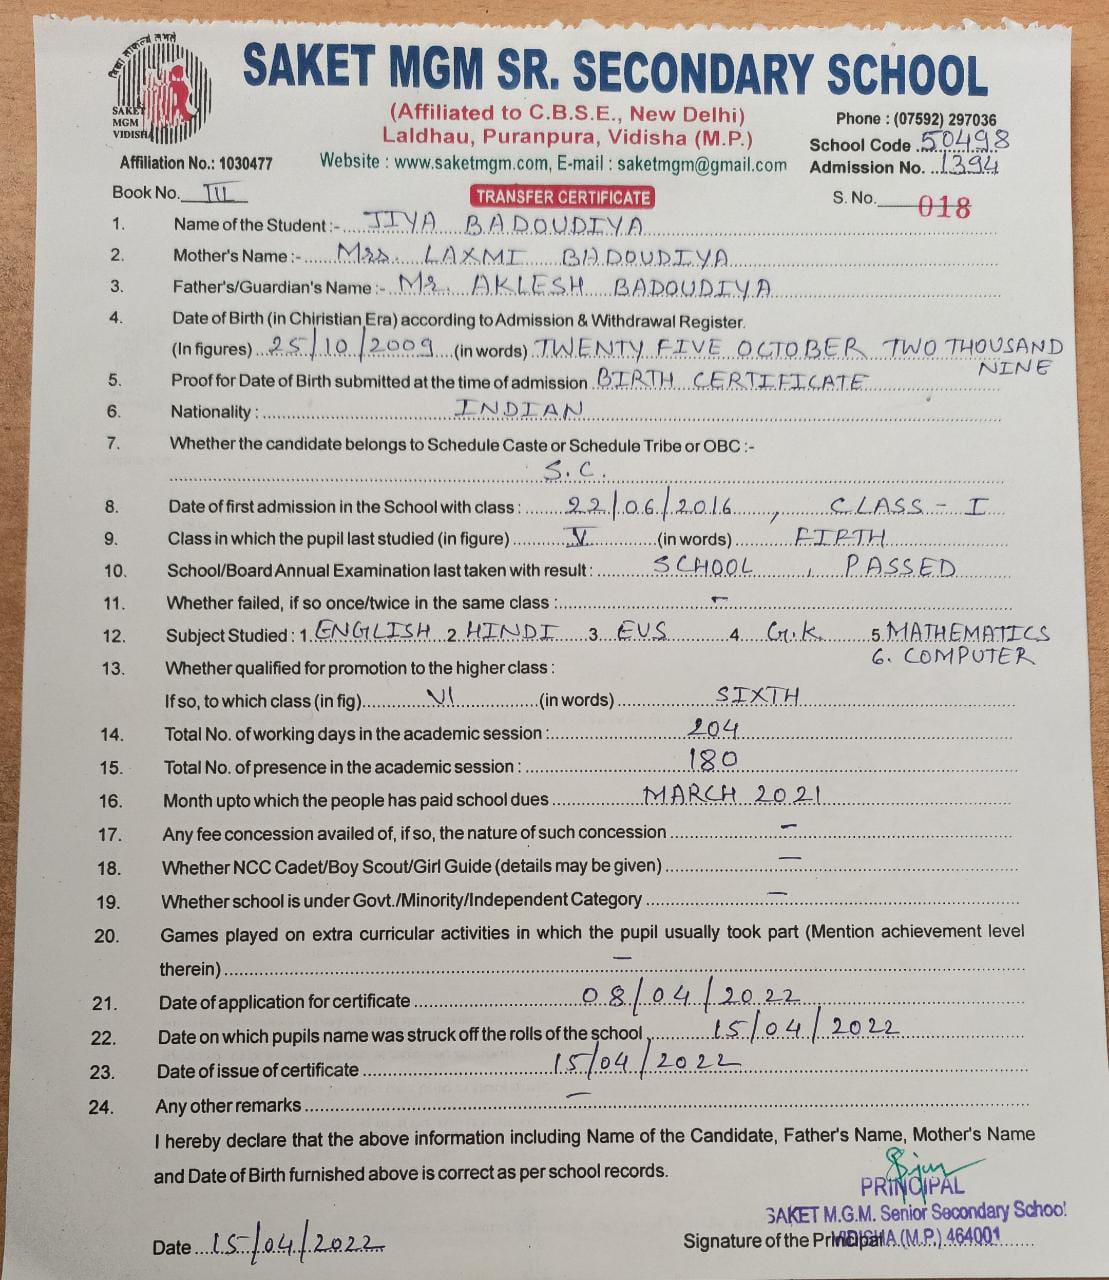 SAKET MGM SR. SECONDARY SCHOOL
(Affiliated to C.B.S.E., New Delhi)
Laldhau, Puranpura, Vidisha (M.P.)
Website : www.saketmgm.com, E-mail : saketmgm@gmail.com
SAKET
MGM
VIDISHA
Phone : (07592) 297036
School Code 50498
Affiliation No.: 1030477
Admission No. 1394
Book No. III
TRANSFER CERTIFICATE
S. No. 018
1. Name of the Student :- JIYA BADOUDIYA
2. Mother's Name :- Mrs. LAXMI BADOUDIYA
3. Father's/Guardian's Name :- Mr. AKLESH BADOUDIYA
4. Date of Birth (in Chiristian Era) according to Admission & Withdrawal Register.
(In figures) 25/10/2009 (in words) TWENTY FIVE OCTOBER TWO THOUSAND
NINE
5. Proof for Date of Birth submitted at the time of admission BIRTH CERTIFICATE
6. Nationality : INDIAN
7. Whether the candidate belongs to Schedule Caste or Schedule Tribe or OBC :-
S.C.
8. Date of first admission in the School with class : 22/06/2016, CLASS - I
9. Class in which the pupil last studied (in figure) V (in words) FIFTH
10. School/Board Annual Examination last taken with result : SCHOOL, PASSED
11. Whether failed, if so once/twice in the same class : -
12. Subject Studied : 1. ENGLISH 2. HINDI 3. EVS 4. G.K. 5. MATHEMATICS
6. COMPUTER
13. Whether qualified for promotion to the higher class :
If so, to which class (in fig) VI (in words) SIXTH
14. Total No. of working days in the academic session : 204
15. Total No. of presence in the academic session : 180
16. Month upto which the people has paid school dues MARCH 2021
17. Any fee concession availed of, if so, the nature of such concession -
18. Whether NCC Cadet/Boy Scout/Girl Guide (details may be given) -
19. Whether school is under Govt./Minority/Independent Category -
20. Games played on extra curricular activities in which the pupil usually took part (Mention achievement level
therein) -
21. Date of application for certificate 08/04/2022
22. Date on which pupils name was struck off the rolls of the school 15/04/2022
23. Date of issue of certificate 15/04/2022
24. Any other remarks -
I hereby declare that the above information including Name of the Candidate, Father's Name, Mother's Name
and Date of Birth furnished above is correct as per school records.
PRINCIPAL
SAKET M.G.M. Senior Secondary School
VIDISHA (M.P.) 464001
Date 15/04/2022
Signature of the Principal